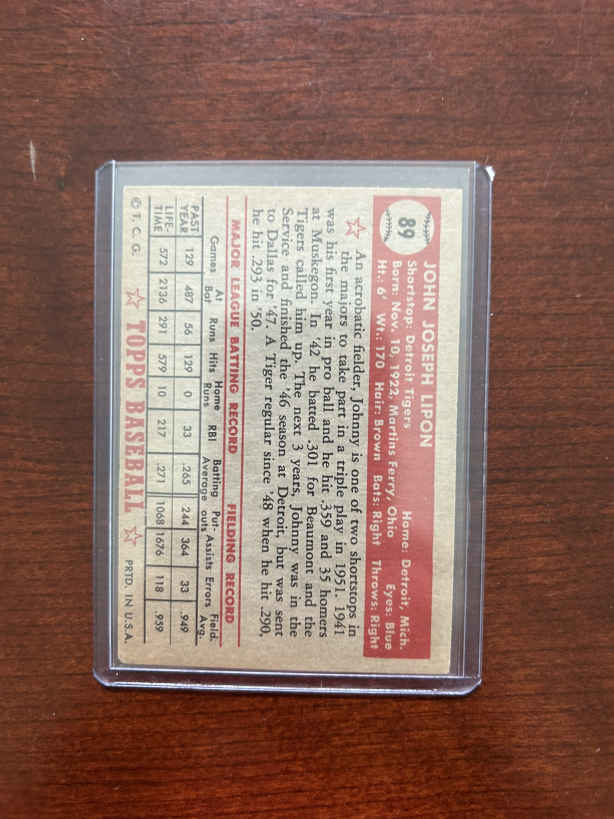 89
JOHN JOSEPH LIPON
Shortstop: Detroit Tigers Home: Detroit, Mich.
Born: Nov. 10, 1922, Martins Ferry, Ohio Eyes: Blue
Ht.: 6' Wt.: 170 Hair: Brown Bats: Right Throws: Right
An acrobatic fielder, Johnny is one of two shortstops in
the majors to take part in a triple play in 1951. 1941
was his first year in pro ball and he hit .359 and 35 homers
at Muskegon. In '42 he batted .301 for Beaumont and the
Tigers called him up. The next 3 years, Johnny was in the
Service and finished the '46 season at Detroit, but was sent
to Dallas for '47. A Tiger regular since '48 when he hit .290,
he hit .293 in '50.
MAJOR LEAGUE BATTING RECORD FIELDING RECORD
Games At Bat Runs Hits Home Runs RBI Batting Average Put-outs Assists Errors Field. Avg.
PAST YEAR 129 487 56 129 0 33 .265 244 364 33 .949
LIFE-TIME 572 2136 291 579 10 217 .271 1068 1676 118 .959
© T. C. G. ☆ TOPPS BASEBALL ☆ PRTD. IN U.S.A.